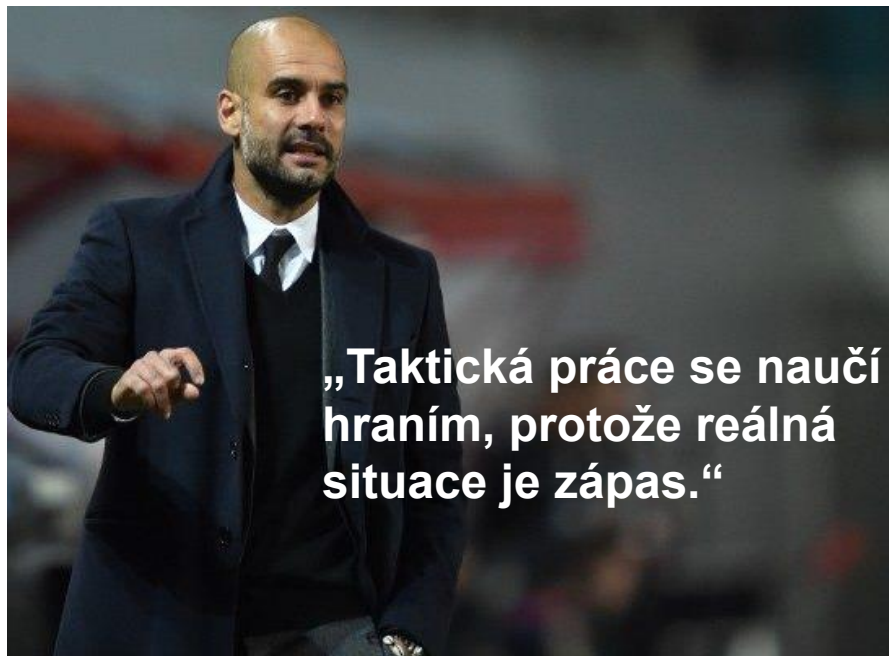 „Taktická práce se naučí
hraním, protože reálná
situace je zápas.“